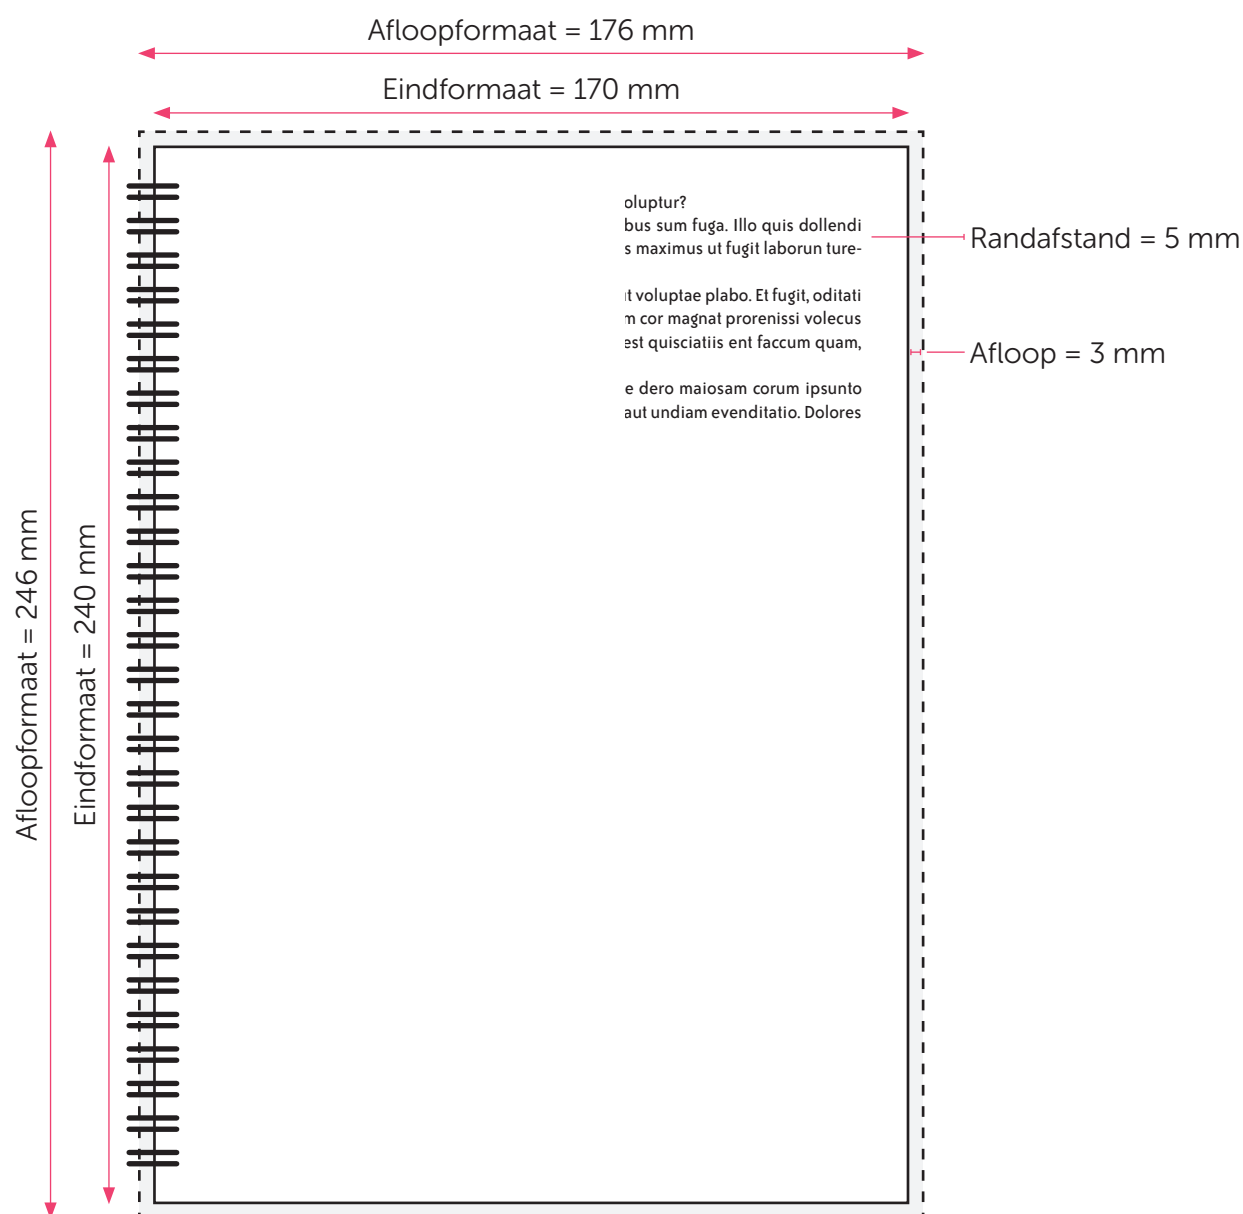 Afloopformaat = 176 mm
Eindformaat = 170 mm
oluptur?
bus sum fuga. Illo quis dollendi
s maximus ut fugit laborun ture-
Randafstand = 5 mm
t voluptae plabo. Et fugit, oditati
m cor magnat prorenissi volecus
est quisciatiis ent faccum quam,
Afloop = 3 mm
e dero maiosam corum ipsunto
aut undiam evenditatio. Dolores
Afloopformaat = 246 mm
Eindformaat = 240 mm